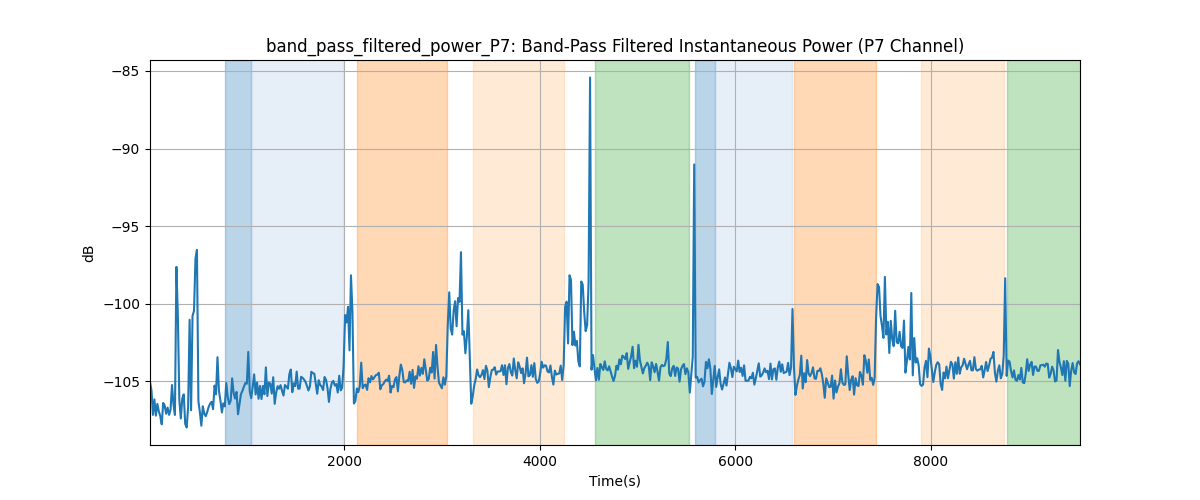 band_pass_filtered_power_P7: Band-Pass Filtered Instantaneous Power (P7 Channel)
−85
−90
−95
−100
−105
dB
2000 4000 6000 8000
Time(s)